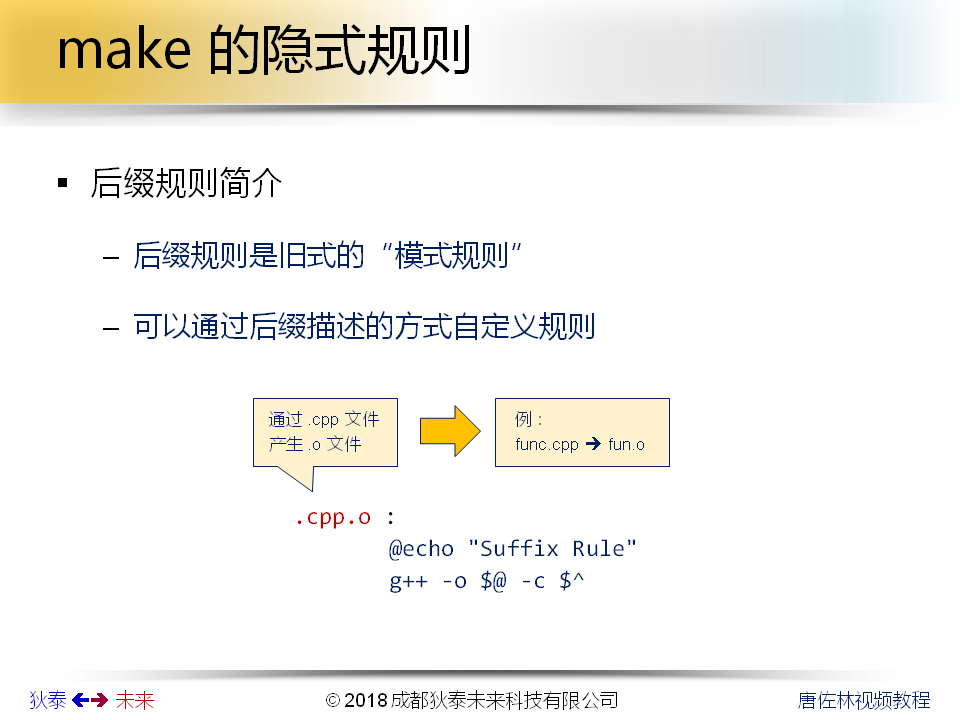 make 的隐式规则
▪ 后缀规则简介
– 后缀规则是旧式的“模式规则”
– 可以通过后缀描述的方式自定义规则
通过 .cpp 文件
产生 .o 文件
例：
func.cpp ➔ fun.o
.cpp.o :
@echo "Suffix Rule"
g++ -o $@ -c $^
狄泰 未来
© 2018 成都狄泰未来科技有限公司
唐佐林视频教程